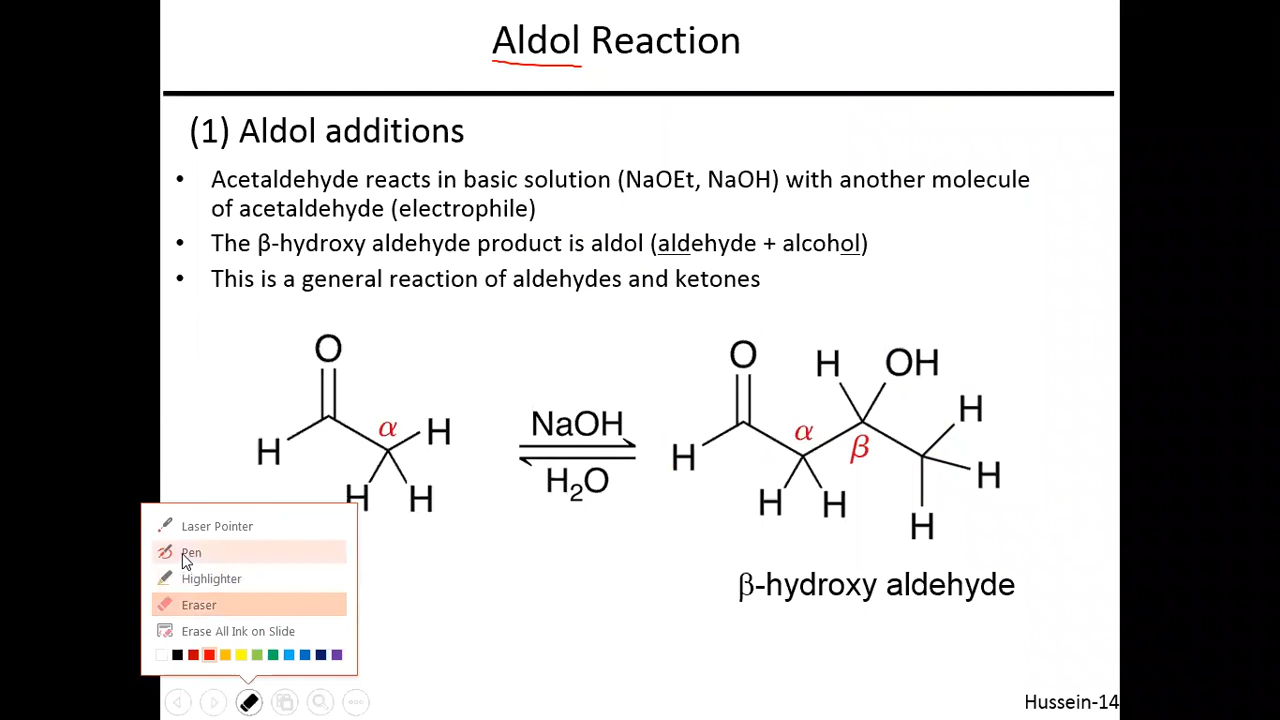 Aldol Reaction
(1) Aldol additions
• Acetaldehyde reacts in basic solution (NaOEt, NaOH) with another molecule
of acetaldehyde (electrophile)
• The β-hydroxy aldehyde product is aldol (aldehyde + alcohol)
• This is a general reaction of aldehydes and ketones
O
H
α
H
H
H
NaOH
H₂O
O
H
α
H
H
H
OH
β
H
H
H
β-hydroxy aldehyde
Laser Pointer
Pen
Highlighter
Eraser
Erase All Ink on Slide
Hussein-14